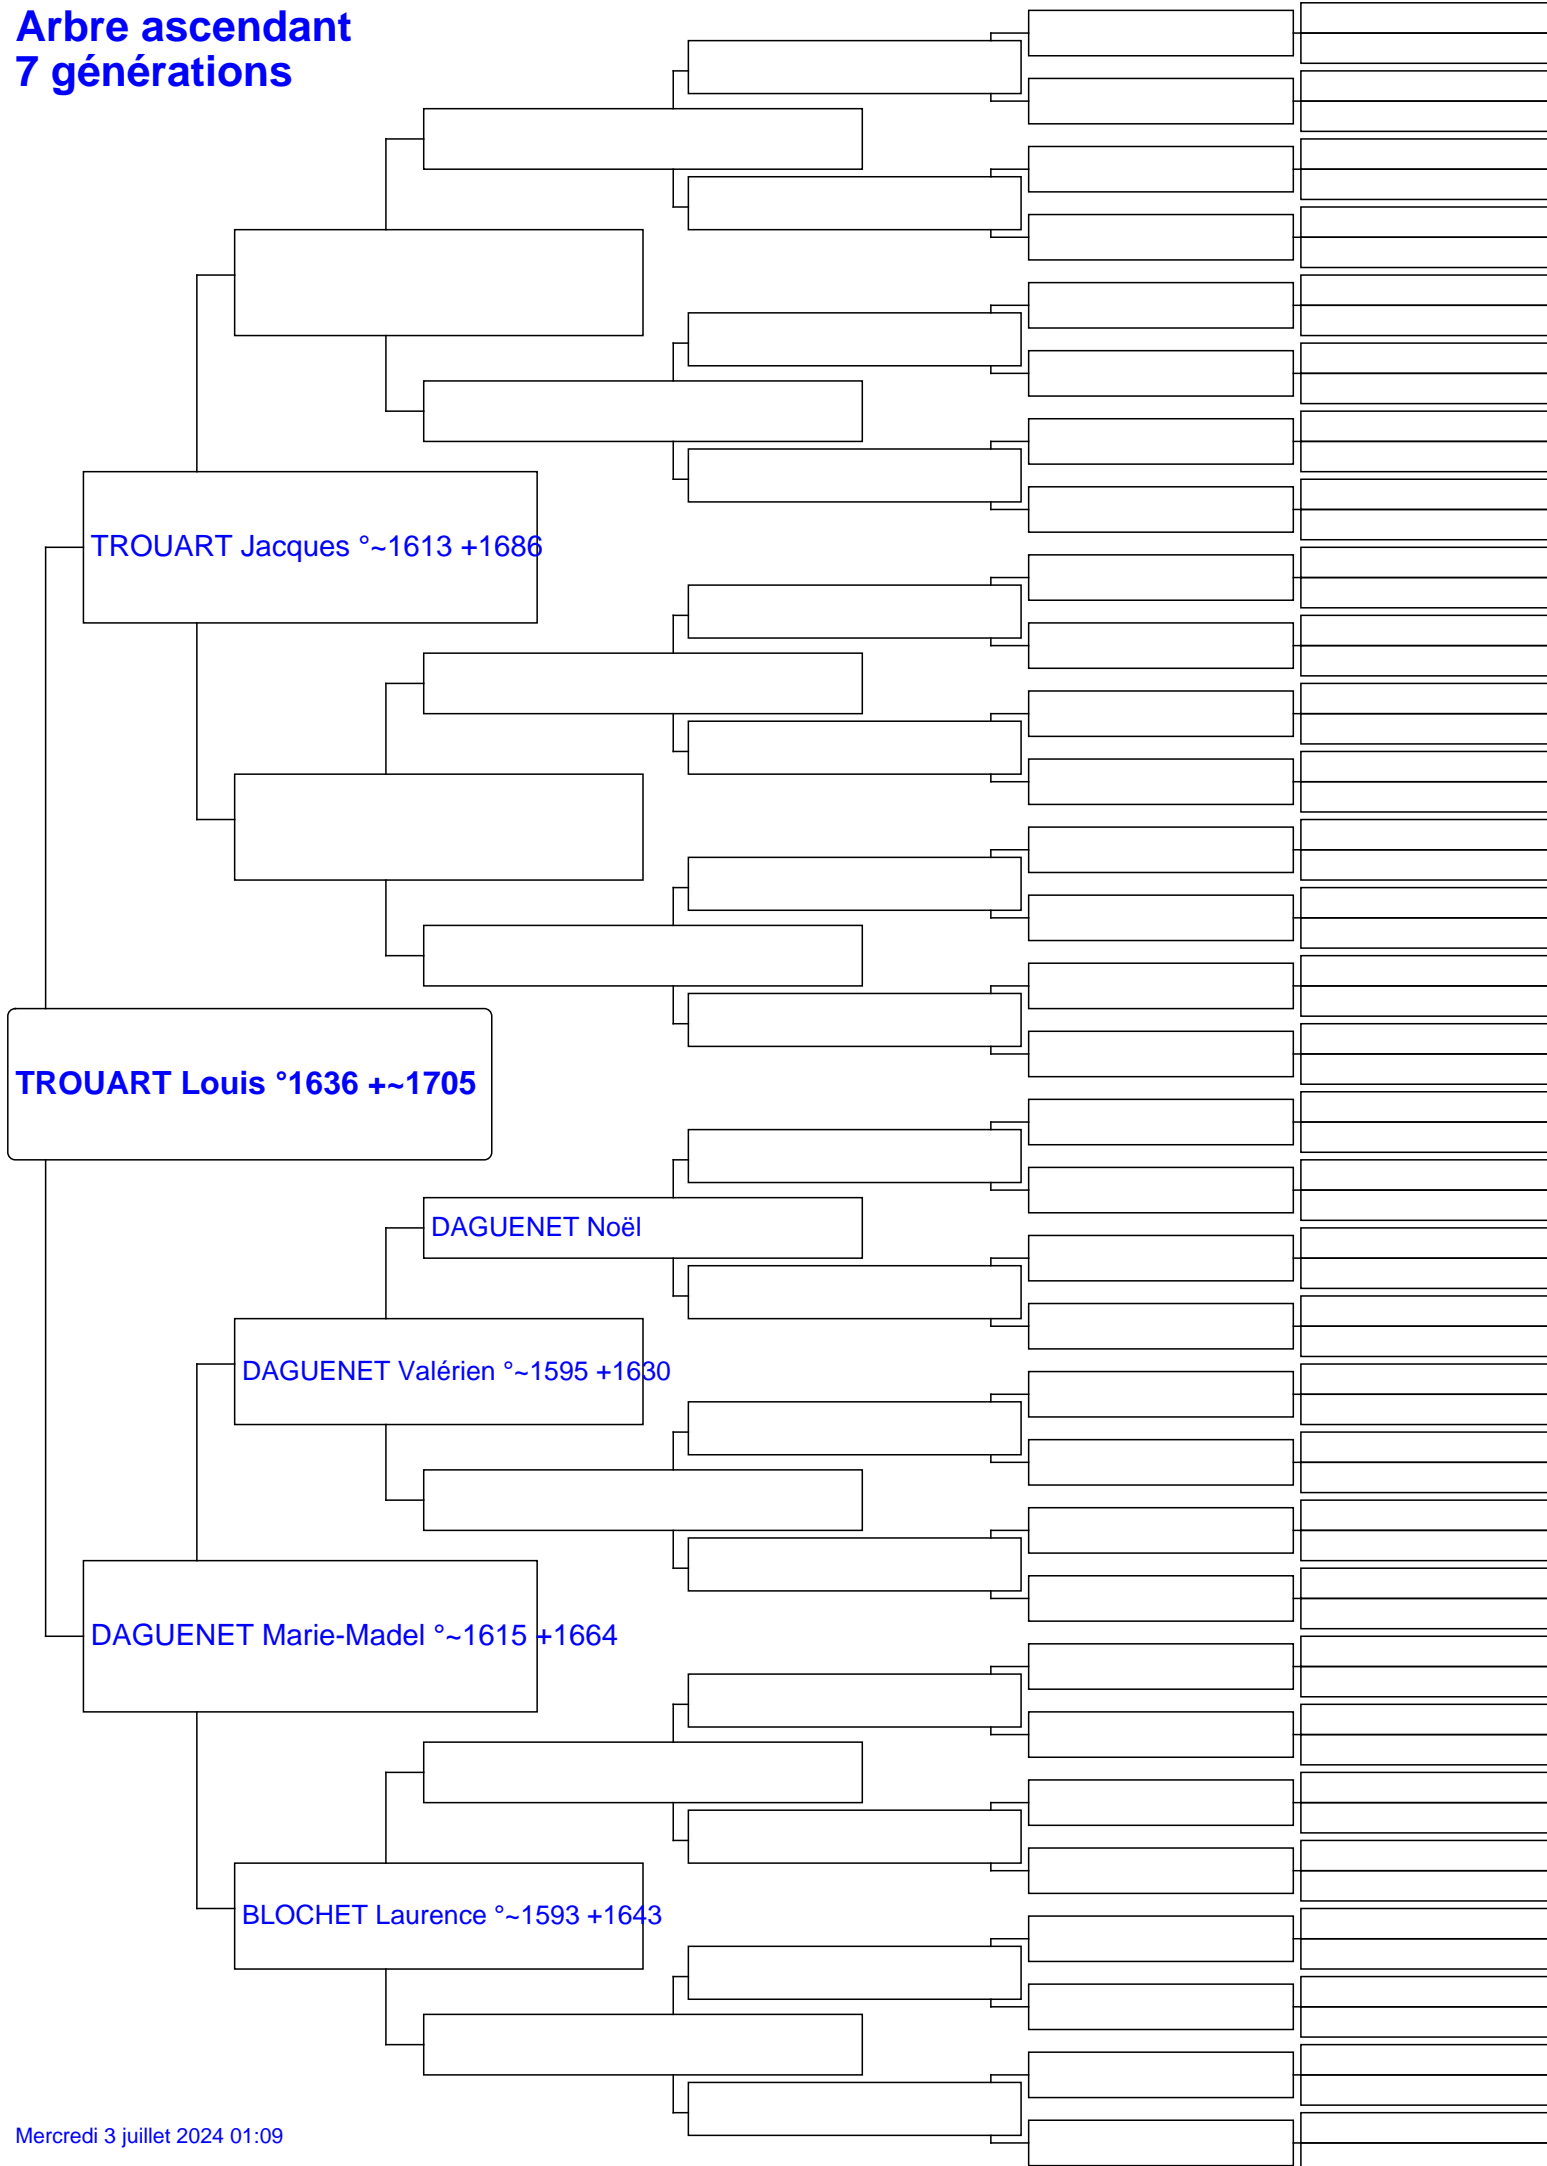 Arbre ascendant
7 générations
TROUART Jacques °~1613 +1686
TROUART Louis °1636 +~1705
DAGUENET Noël
DAGUENET Valérien °~1595 +1630
DAGUENET Marie-Madel °~1615 +1664
BLOCHET Laurence °~1593 +1643
Mercredi 3 juillet 2024 01:09